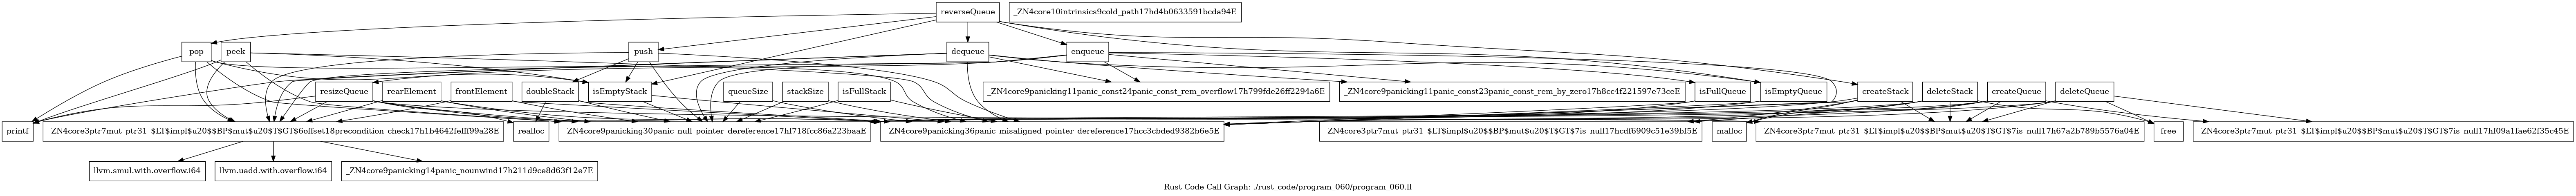 reverseQueue
_ZN4core10intrinsics9cold_path17hd4b0633591bcda94E
pop
peek
push
dequeue
enqueue
resizeQueue
rearElement
frontElement
doubleStack
isEmptyStack
queueSize
stackSize
isFullStack
_ZN4core9panicking11panic_const24panic_const_rem_overflow17h799fde26ff2294a6E
_ZN4core9panicking11panic_const23panic_const_rem_by_zero17h8cc4f221597e73ceE
isFullQueue
isEmptyQueue
createStack
deleteStack
createQueue
deleteQueue
printf
_ZN4core3ptr7mut_ptr31_$LT$impl$u20$$BP$mut$u20$T$GT$6offset18precondition_check17h1b4642fefff99a28E
realloc
_ZN4core9panicking30panic_null_pointer_dereference17hf718fcc86a223baaE
_ZN4core9panicking36panic_misaligned_pointer_dereference17hcc3cbded9382b6e5E
_ZN4core3ptr7mut_ptr31_$LT$impl$u20$$BP$mut$u20$T$GT$7is_null17hcdf6909c51e39bf5E
malloc
_ZN4core3ptr7mut_ptr31_$LT$impl$u20$$BP$mut$u20$T$GT$7is_null17h67a2b789b5576a04E
free
_ZN4core3ptr7mut_ptr31_$LT$impl$u20$$BP$mut$u20$T$GT$7is_null17hf09a1fae62f35c45E
llvm.smul.with.overflow.i64
llvm.uadd.with.overflow.i64
_ZN4core9panicking14panic_nounwind17h211d9ce8d63f12e7E
Rust Code Call Graph: ./rust_code/program_060/program_060.ll